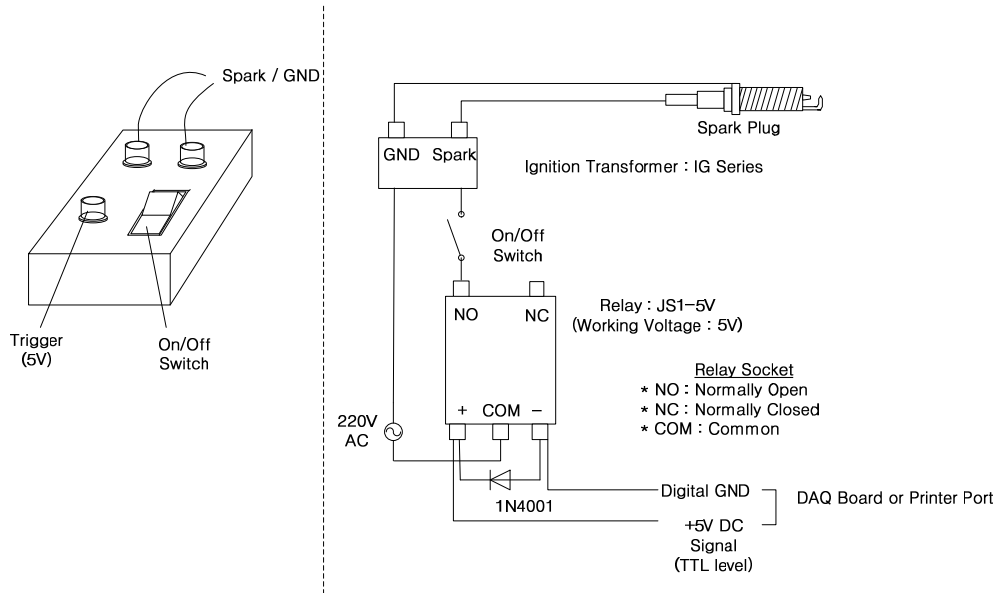 Spark / GND
Trigger
(5V)
On/Off
Switch
Spark Plug
GND
Spark
Ignition Transformer : IG Series
On/Off
Switch
NO
NC
Relay : JS1-5V
(Working Voltage : 5V)
Relay Socket
* NO : Normally Open
* NC : Normally Closed
* COM : Common
+ COM -
220V
AC
1N4001
Digital GND
DAQ Board or Printer Port
+5V DC
Signal
(TTL level)